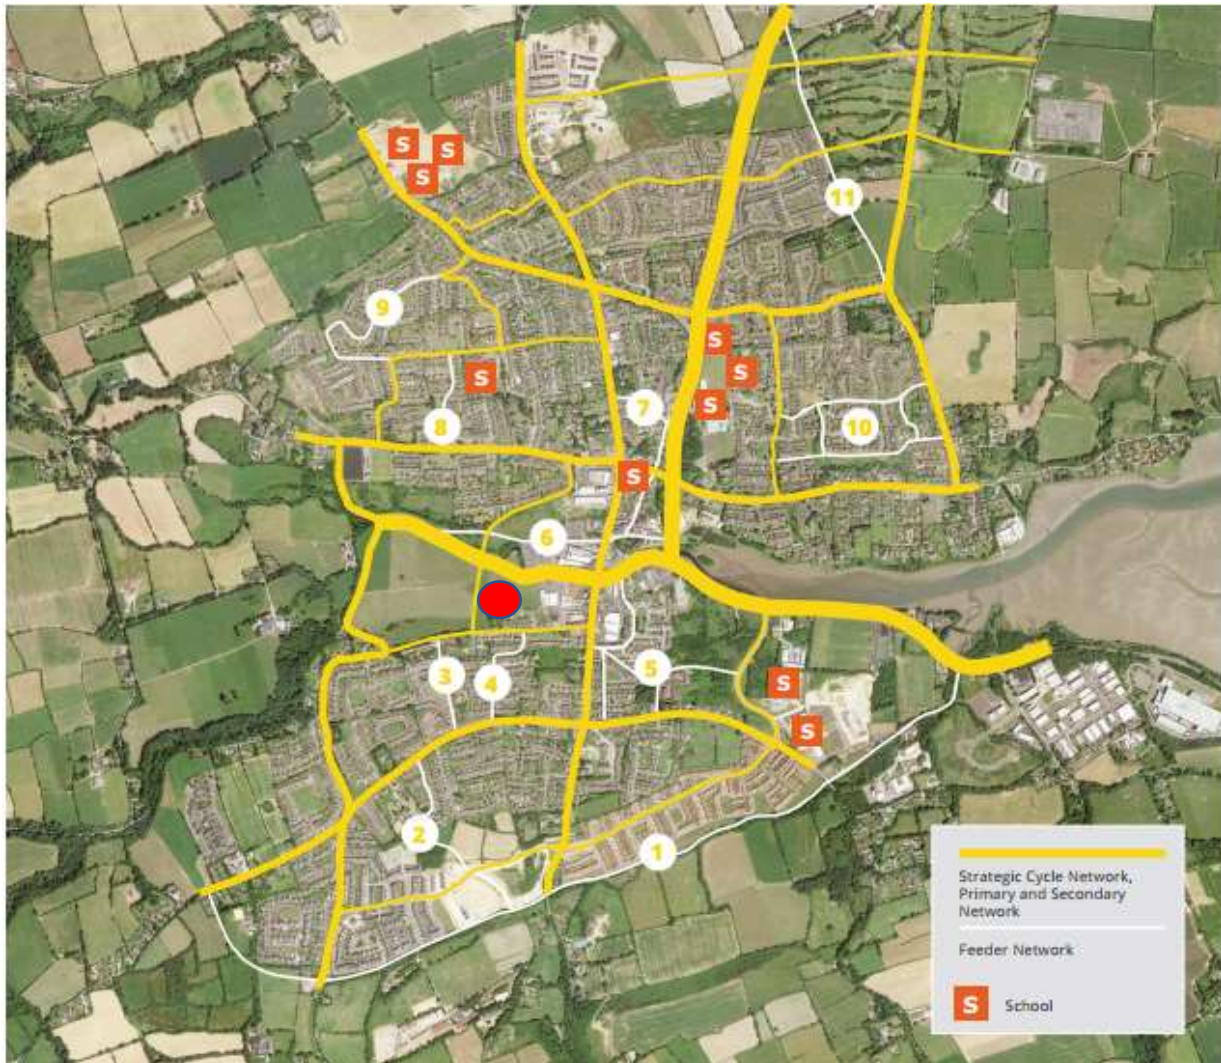 S
S
S
11
9
S
S
8
7
S
S
10
S
6
3
4
5
S
S
2
1
Strategic Cycle Network,
Primary and Secondary
Network
Feeder Network
S School